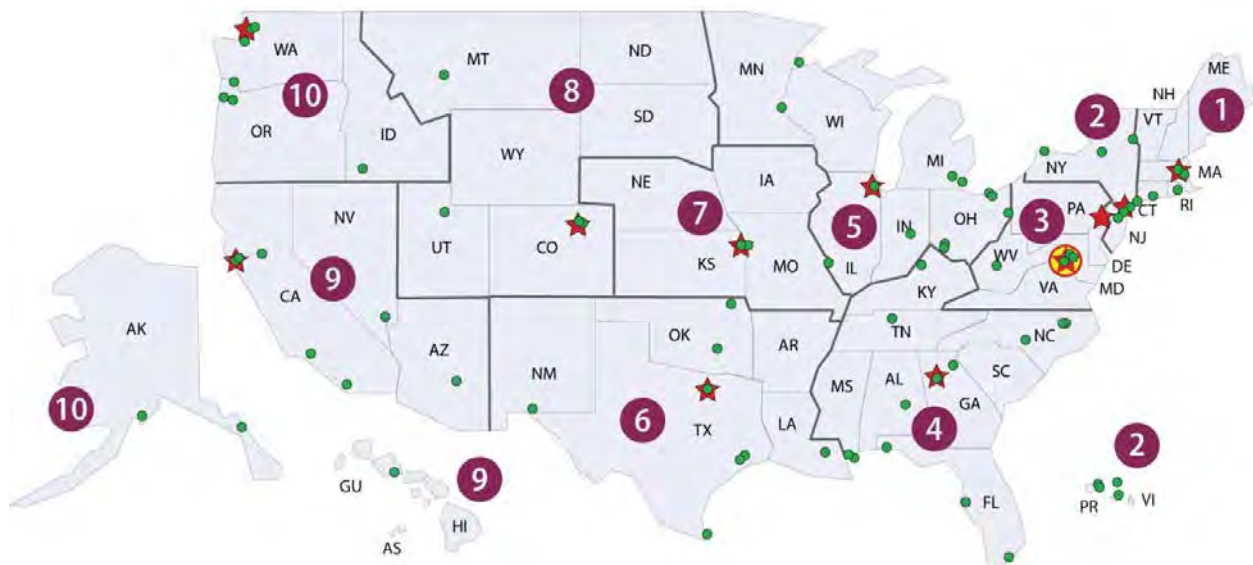 WA
MT
ND
MN
ME
NH
VT
10
8
2
1
OR
ID
SD
WI
MI
NY
MA
WY
NE
IA
CT
RI
NV
7
5
IN
OH
3
PA
NJ
UT
CO
KS
MO
IL
WV
DE
CA
9
KY
VA
MD
AK
AZ
NM
OK
AR
TN
NC
10
6
TX
MS
AL
GA
SC
LA
4
2
9
GU
FL
PR
VI
HI
AS